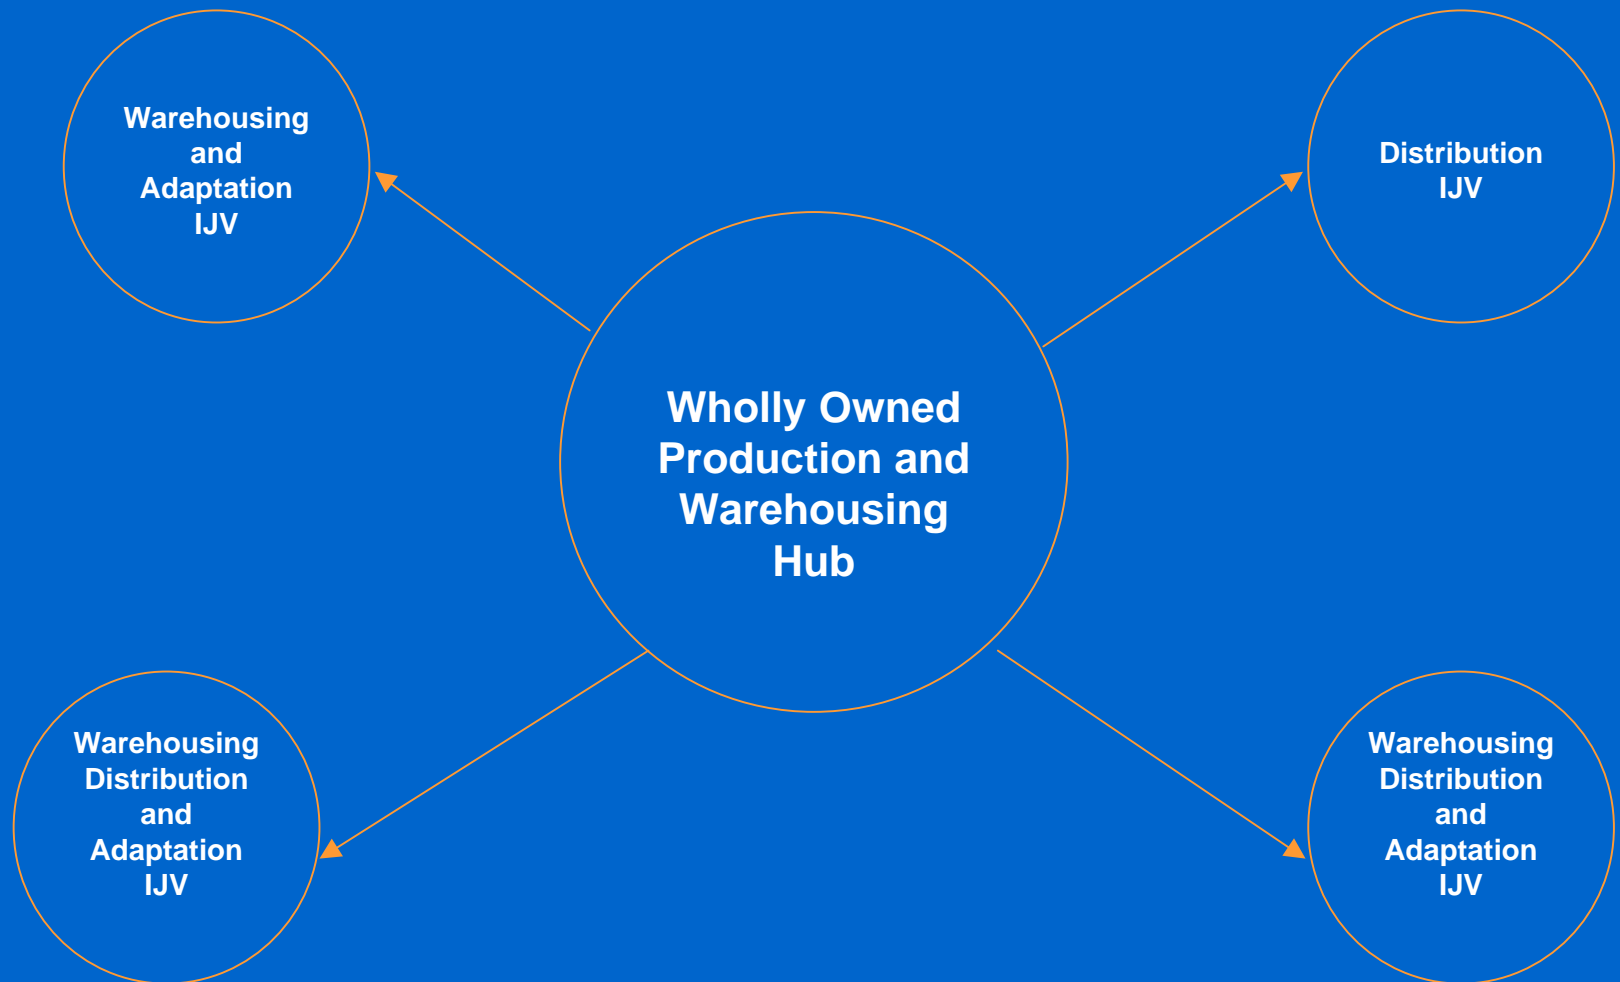 Warehousing
and
Adaptation
IJV
Distribution
IJV
Wholly Owned
Production and
Warehousing
Hub
Warehousing
Distribution
and
Adaptation
IJV
Warehousing
Distribution
and
Adaptation
IJV